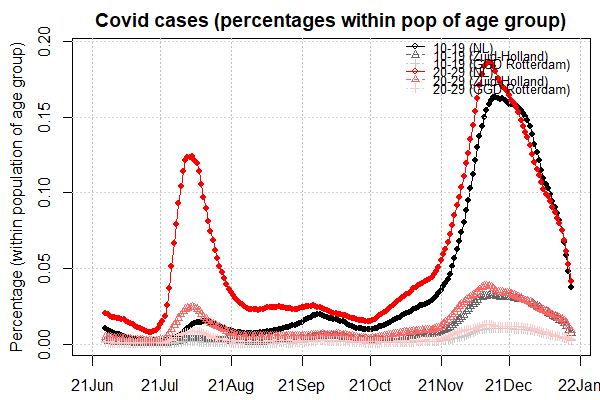 Covid cases (percentages within pop of age group)
Percentage (within population of age group)
0.20
0.15
0.10
0.05
0.00
10-19 (NL)
10-19 (Zuid-Holland)
10-19 (GGD Rotterdam)
20-29 (NL)
20-29 (Zuid-Holland)
20-29 (GGD Rotterdam)
21Jun
21Jul
21Aug
21Sep
21Oct
21Nov
21Dec
22Jan